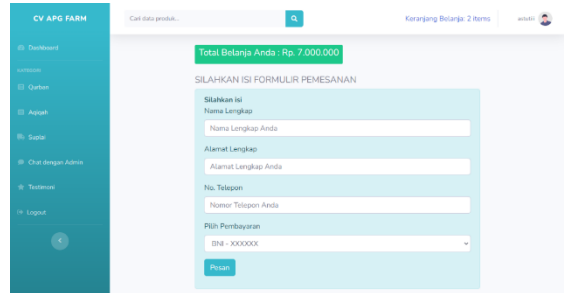 CV APG FARM
Cari data produk...
Keranjang Belanja: 2 items
Dashboard
KATEGORI
Qurban
Aqiqah
Suplai
Chat dengan Admin
Testimoni
Logout
Total Belanja Anda : Rp. 7.000.000
SILAHKAN ISI FORMULIR PEMESANAN
Silahkan isi
Nama Lengkap
Nama Lengkap Anda
Alamat Lengkap
Alamat Lengkap Anda
No. Telepon
Nomor Telepon Anda
Pilih Pembayaran
BNI - XXXXXX
Pesan